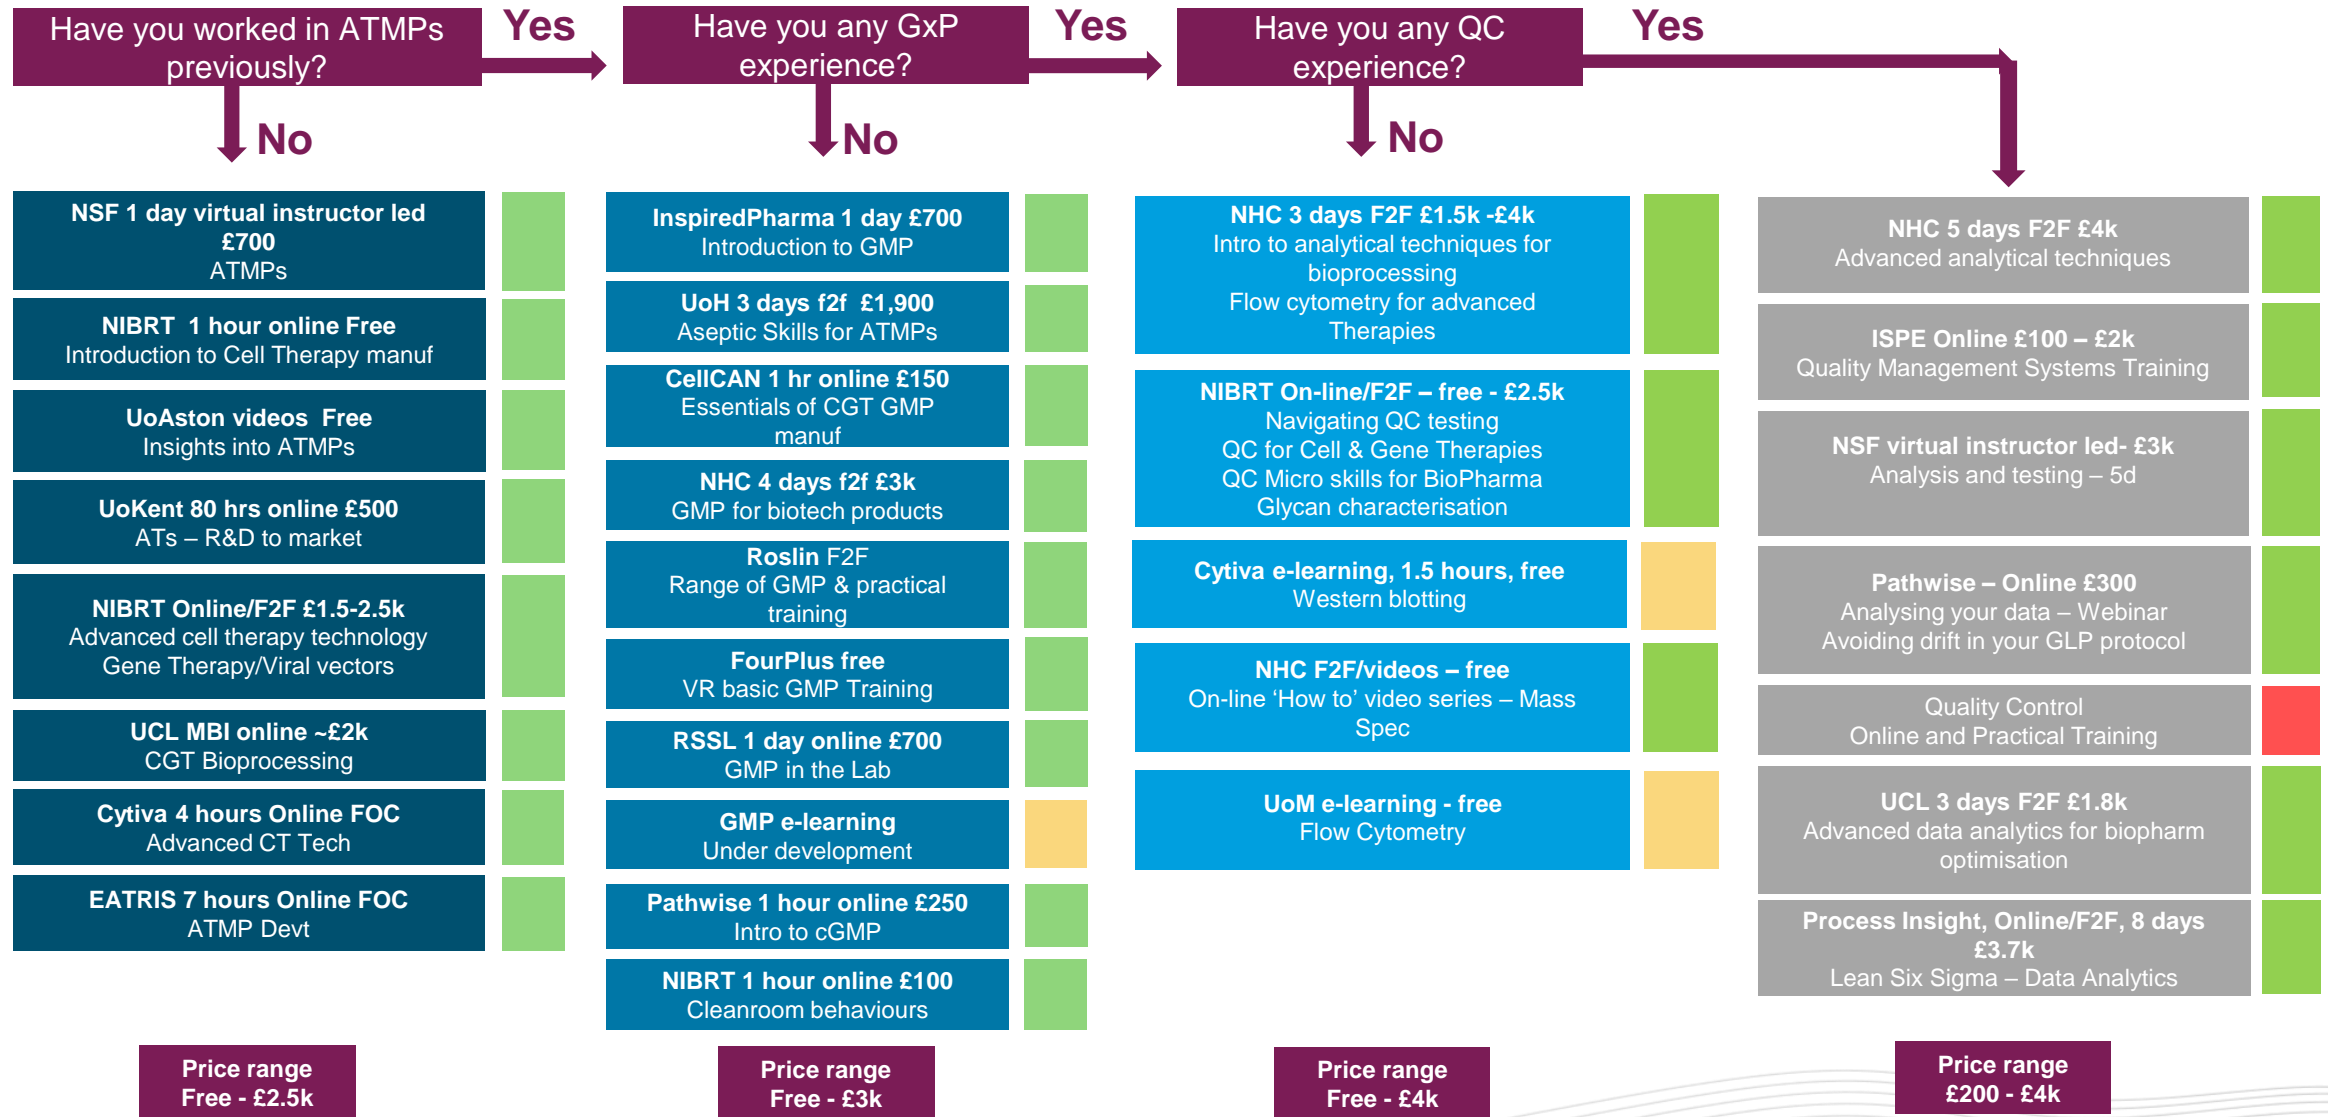 Have you worked in ATMPs
previously?
Yes
No
Have you any GxP
experience?
Yes
No
Have you any QC
experience?
Yes
No
NSF 1 day virtual instructor led
£700
ATMPs
NIBRT 1 hour online Free
Introduction to Cell Therapy manuf
UoAston videos Free
Insights into ATMPs
UoKent 80 hrs online £500
ATs – R&D to market
NIBRT Online/F2F £1.5-2.5k
Advanced cell therapy technology
Gene Therapy/Viral vectors
UCL MBI online ~£2k
CGT Bioprocessing
Cytiva 4 hours Online FOC
Advanced CT Tech
EATRIS 7 hours Online FOC
ATMP Devt
Price range
Free - £2.5k
InspiredPharma 1 day £700
Introduction to GMP
UoH 3 days f2f £1,900
Aseptic Skills for ATMPs
CellCAN 1 hr online £150
Essentials of CGT GMP
manuf
NHC 4 days f2f £3k
GMP for biotech products
Roslin F2F
Range of GMP & practical
training
FourPlus free
VR basic GMP Training
RSSL 1 day online £700
GMP in the Lab
GMP e-learning
Under development
Pathwise 1 hour online £250
Intro to cGMP
NIBRT 1 hour online £100
Cleanroom behaviours
Price range
Free - £3k
NHC 3 days F2F £1.5k -£4k
Intro to analytical techniques for
bioprocessing
Flow cytometry for advanced
Therapies
NIBRT On-line/F2F – free - £2.5k
Navigating QC testing
QC for Cell & Gene Therapies
QC Micro skills for BioPharma
Glycan characterisation
Cytiva e-learning, 1.5 hours, free
Western blotting
NHC F2F/videos – free
On-line ‘How to’ video series – Mass
Spec
UoM e-learning - free
Flow Cytometry
Price range
Free - £4k
NHC 5 days F2F £4k
Advanced analytical techniques
ISPE Online £100 – £2k
Quality Management Systems Training
NSF virtual instructor led- £3k
Analysis and testing – 5d
Pathwise – Online £300
Analysing your data – Webinar
Avoiding drift in your GLP protocol
Quality Control
Online and Practical Training
UCL 3 days F2F £1.8k
Advanced data analytics for biopharm
optimisation
Process Insight, Online/F2F, 8 days
£3.7k
Lean Six Sigma – Data Analytics
Price range
£200 - £4k